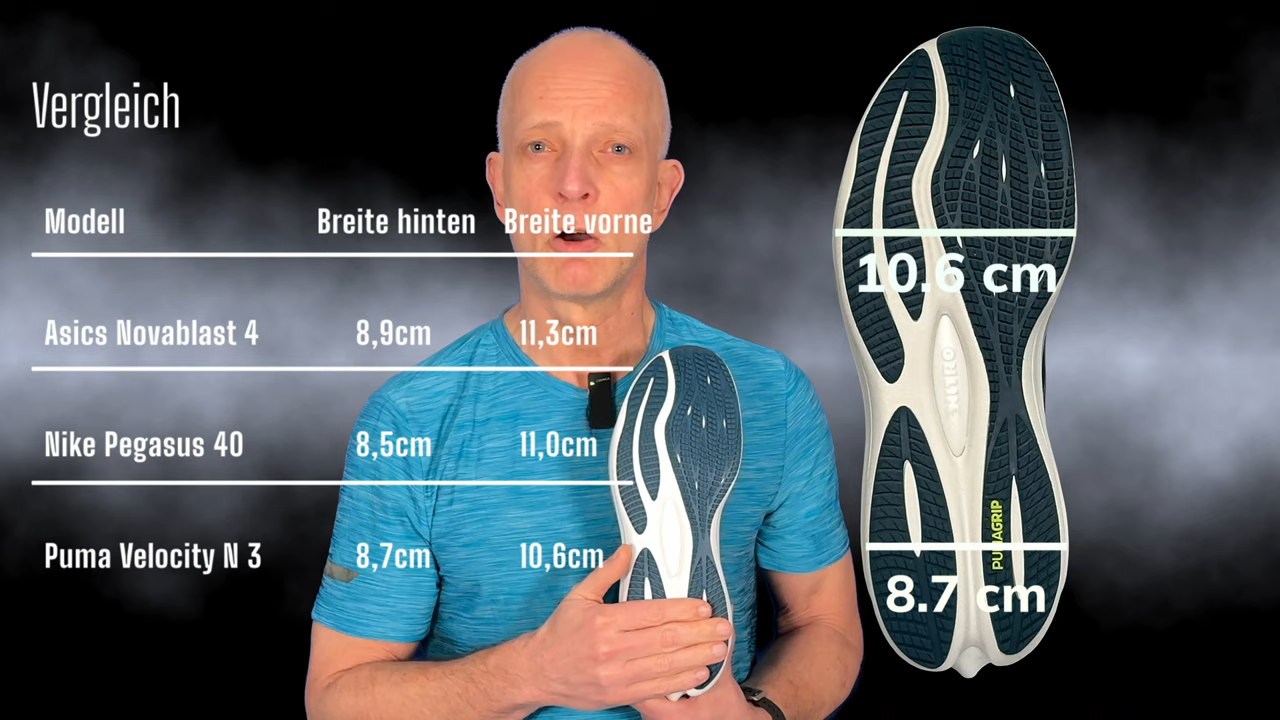 Vergleich
Modell Breite hinten Breite vorne
Asics Novablast 4 8,9cm 11,3cm
Nike Pegasus 40 8,5cm 11,0cm
Puma Velocity N 3 8,7cm 10,6cm
10.6 cm
NITRO
PUMAGRIP
8.7 cm